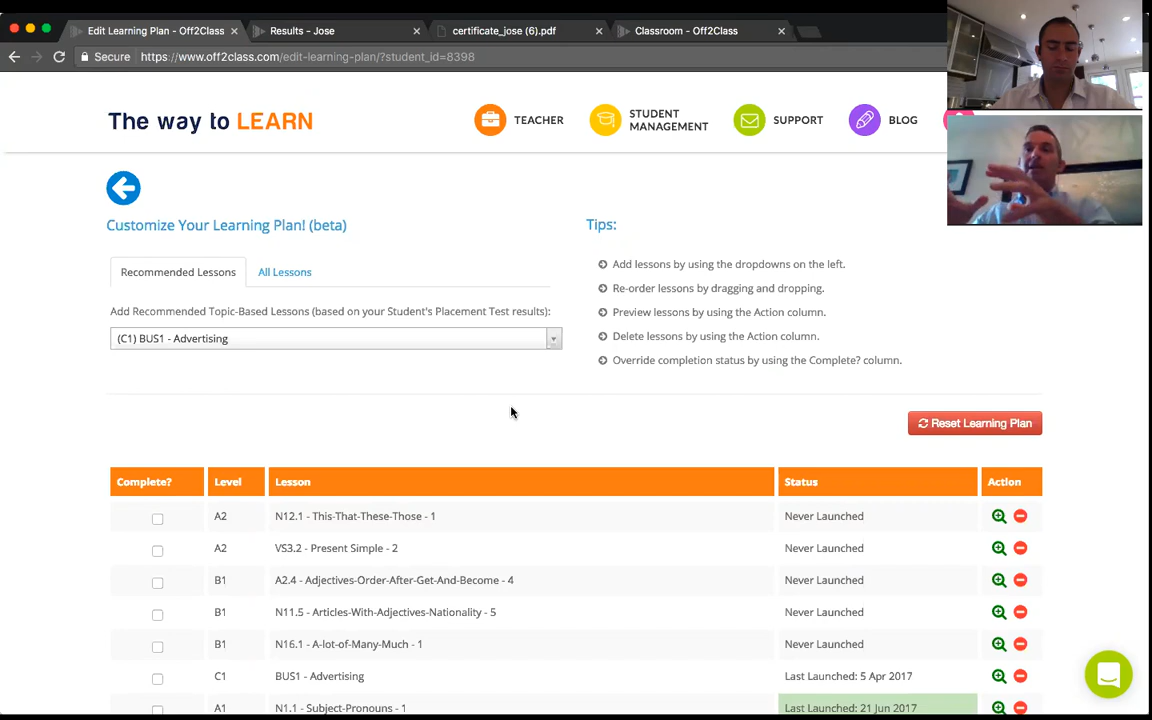 Edit Learning Plan - Off2Class
Results - Jose
certificate_jose (6).pdf
Classroom - Off2Class
Secure
https://www.off2class.com/edit-learning-plan/?student_id=8398
The way to LEARN
TEACHER
STUDENT
MANAGEMENT
SUPPORT
BLOG
Customize Your Learning Plan! (beta)
Tips:
Recommended Lessons
All Lessons
Add lessons by using the dropdowns on the left.
Re-order lessons by dragging and dropping.
Add Recommended Topic-Based Lessons (based on your Student's Placement Test results):
Preview lessons by using the Action column.
(C1) BUS1 - Advertising
Delete lessons by using the Action column.
Override completion status by using the Complete? column.
Reset Learning Plan
Complete? Level Lesson Status Action
A2 N12.1 - This-That-These-Those - 1 Never Launched
A2 VS3.2 - Present Simple - 2 Never Launched
B1 A2.4 - Adjectives-Order-After-Get-And-Become - 4 Never Launched
B1 N11.5 - Articles-With-Adjectives-Nationality - 5 Never Launched
B1 N16.1 - A-lot-of-Many-Much - 1 Never Launched
C1 BUS1 - Advertising Last Launched: 5 Apr 2017
A1 N1.1 - Subject-Pronouns - 1 Last Launched: 21 Jun 2017